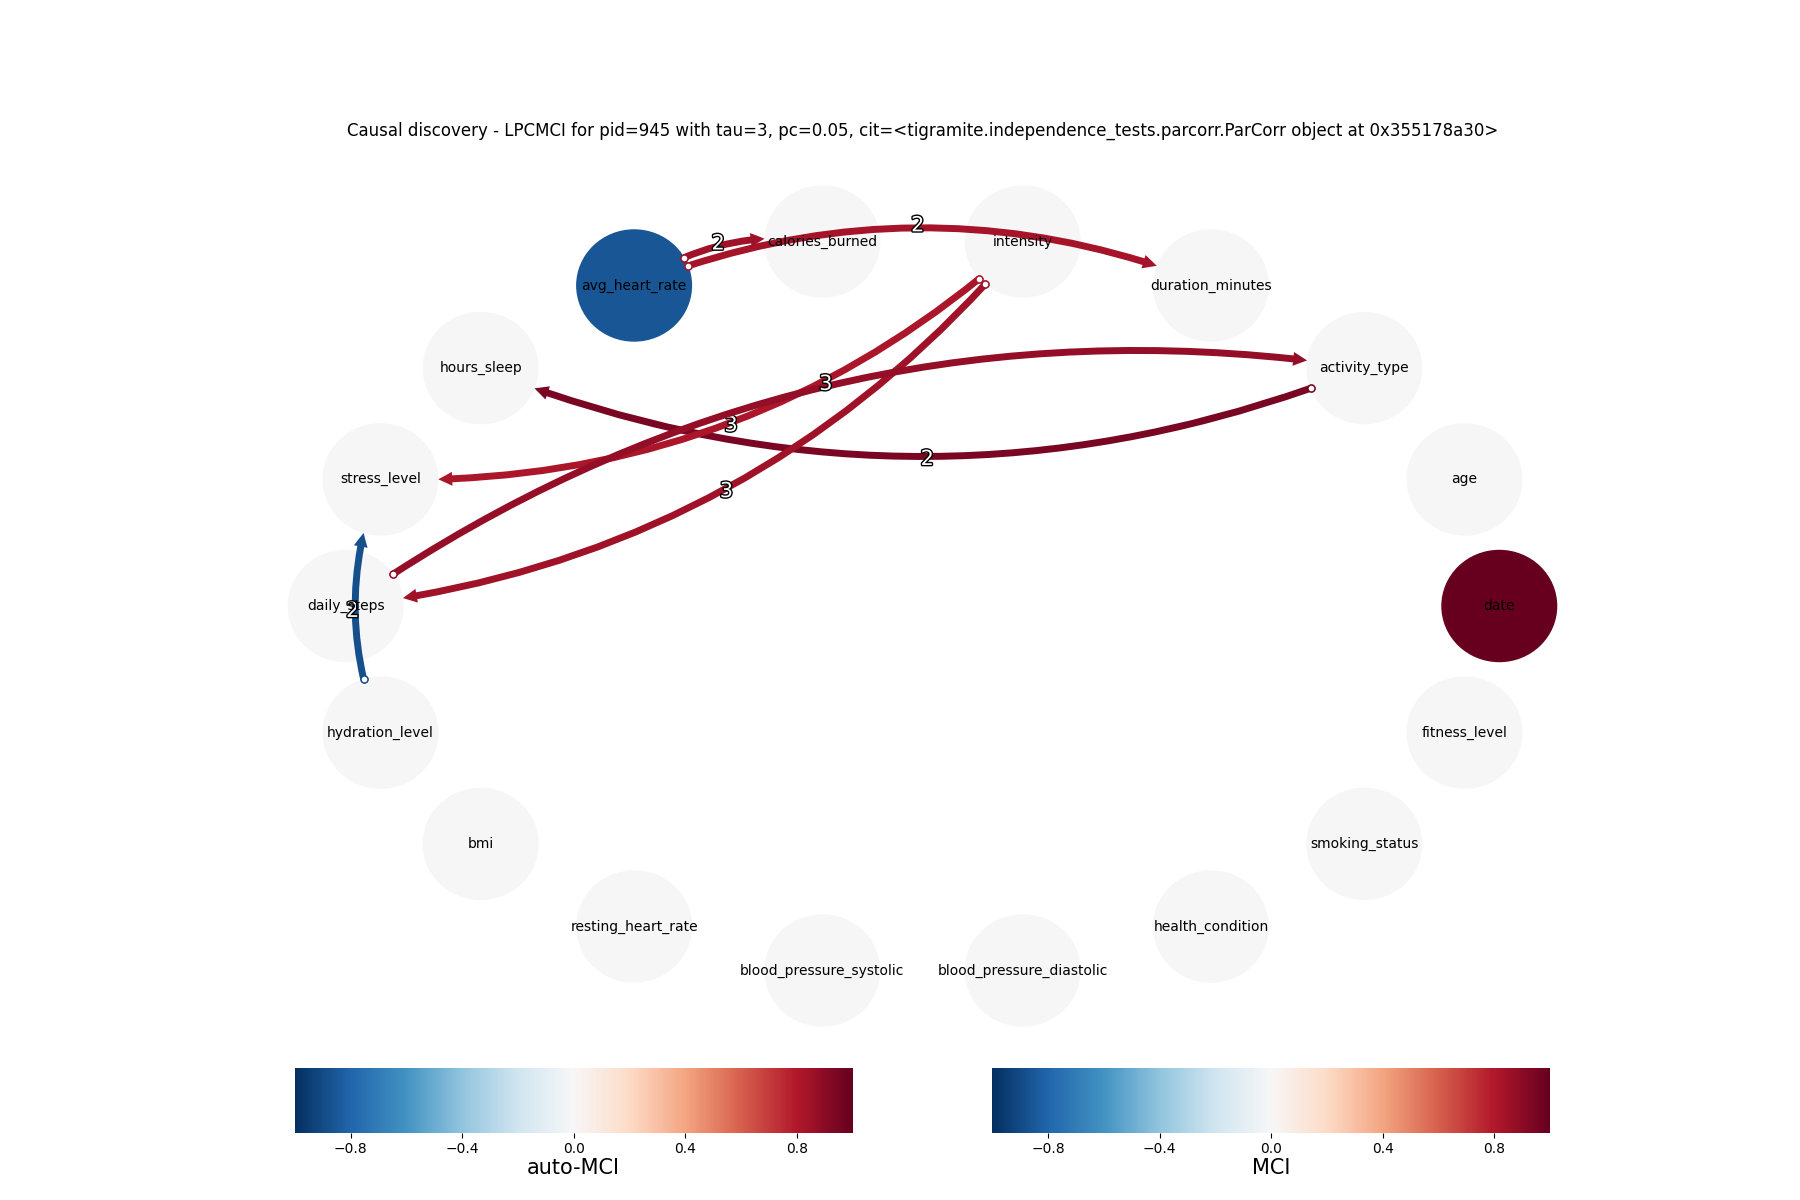 Causal discovery - LPCMCI for pid=945 with tau=3, pc=0.05, cit=<tigramite.independence_tests.parcorr.ParCorr object at 0x355178a30>
2
2
calories_burned
intensity
avg_heart_rate
duration_minutes
hours_sleep
activity_type
3
3
2
stress_level
age
3
daily_steps
2
date
hydration_level
fitness_level
bmi
smoking_status
resting_heart_rate
health_condition
blood_pressure_systolic
blood_pressure_diastolic
−0.8 −0.4 0.0 0.4 0.8
auto-MCI
−0.8 −0.4 0.0 0.4 0.8
MCI